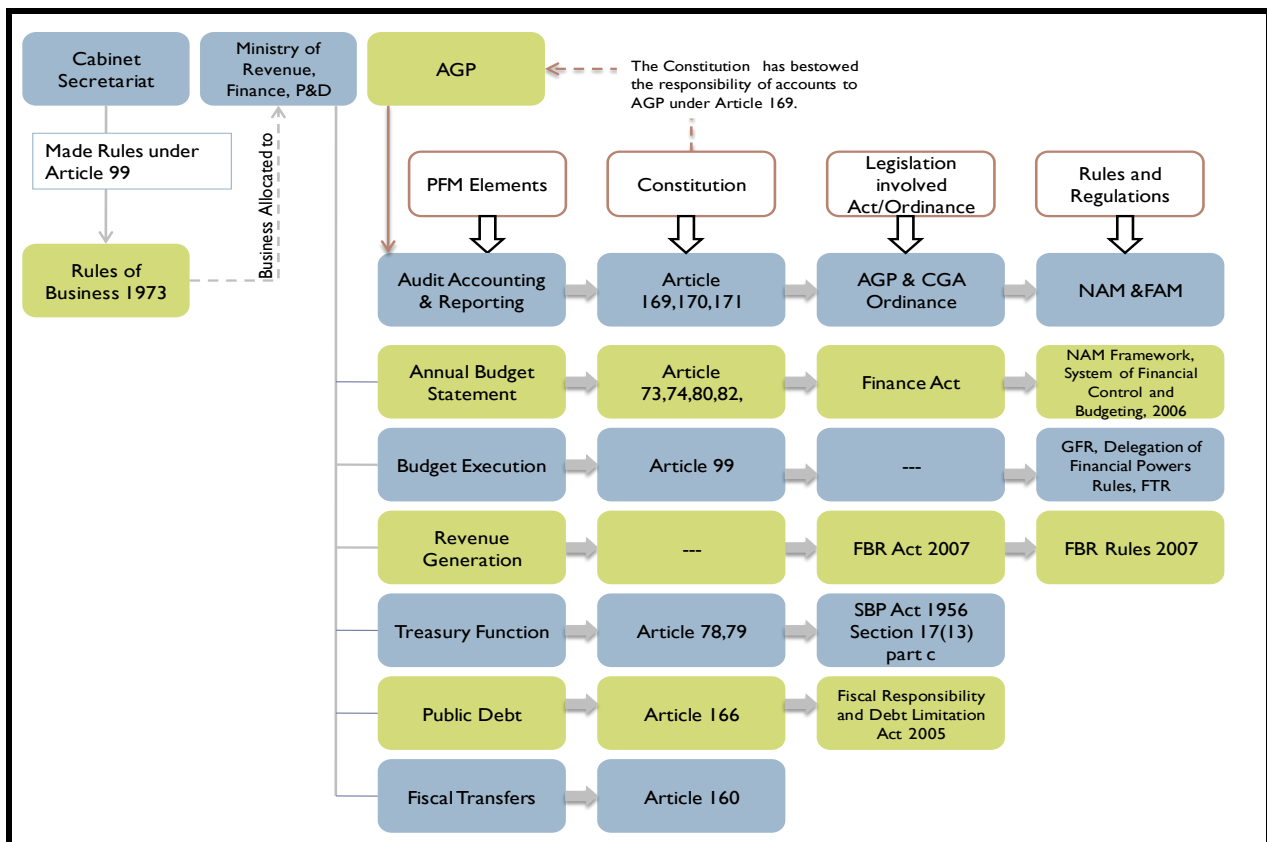 Cabinet
Secretariat
Ministry of
Revenue,
Finance, P&D
AGP
The Constitution has bestowed
the responsibility of accounts to
AGP under Article 169.
Made Rules under
Article 99
Business Allocated to
Rules of
Business 1973
PFM Elements
Constitution
Legislation
involved
Act/Ordinance
Rules and
Regulations
Audit Accounting
& Reporting
Article
169,170,171
AGP & CGA
Ordinance
NAM &FAM
Annual Budget
Statement
Article
73,74,80,82,
Finance Act
NAM Framework,
System of Financial
Control and
Budgeting, 2006
Budget Execution
Article 99
---
GFR, Delegation of
Financial Powers
Rules, FTR
Revenue
Generation
---
FBR Act 2007
FBR Rules 2007
Treasury Function
Article 78,79
SBP Act 1956
Section 17(13)
part c
Public Debt
Article 166
Fiscal Responsibility
and Debt Limitation
Act 2005
Fiscal Transfers
Article 160